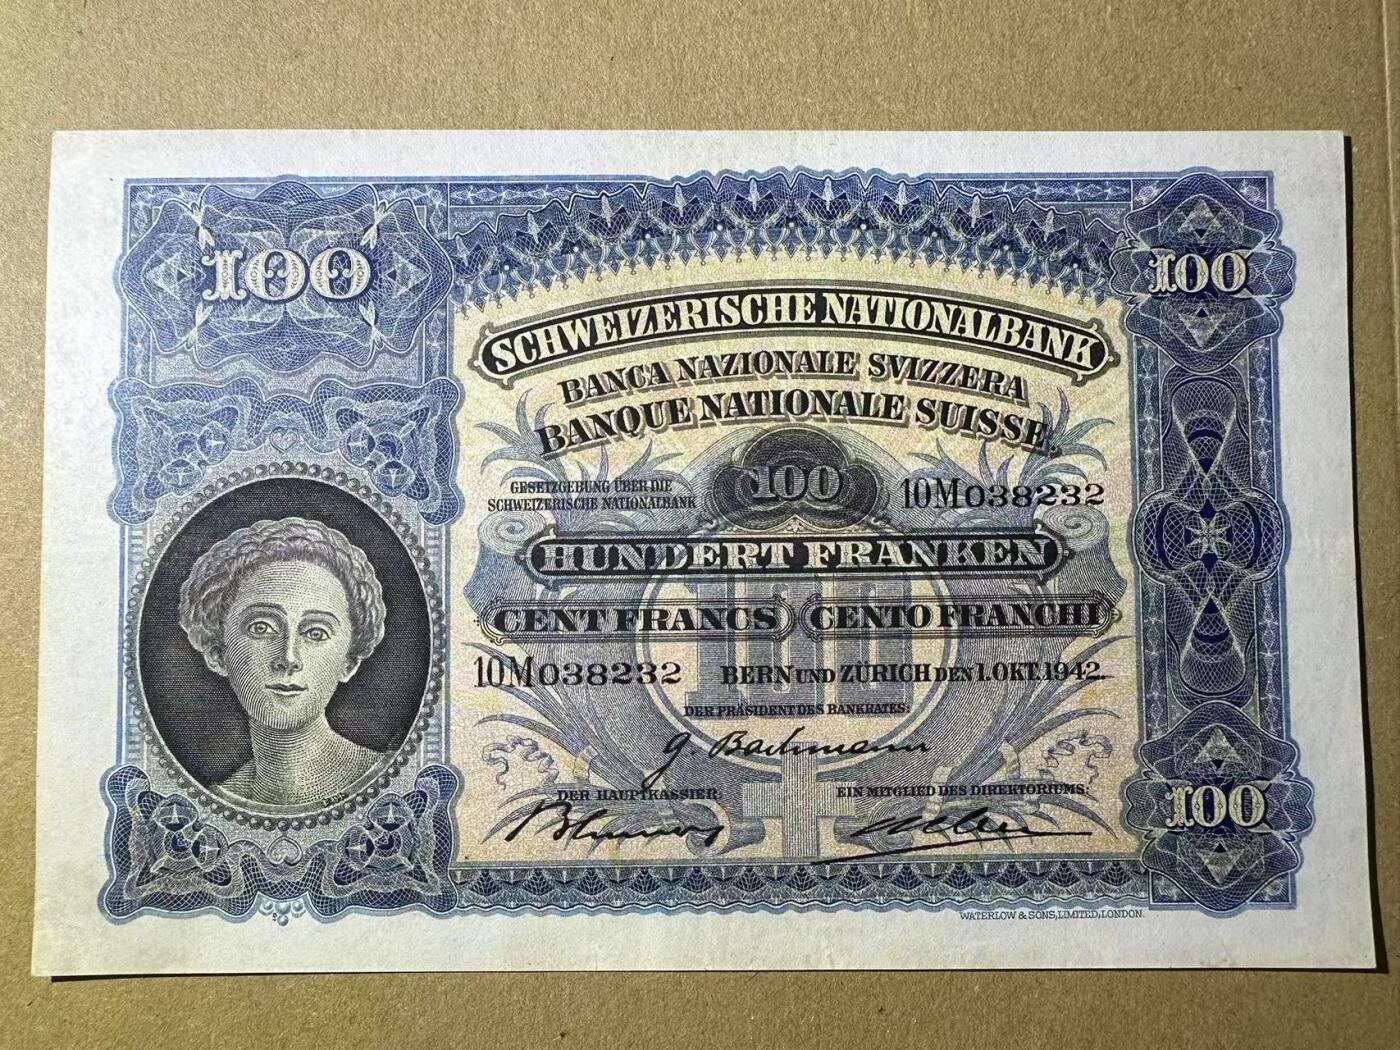 100
100
SCHWEIZERISCHE NATIONALBANK
BANCA NAZIONALE SVIZZERA
BANQUE NATIONALE SUISSE,
GESETZGEBUNG ÜBER DIE
SCHWEIZERISCHE NATIONALBANK
100
10M038232
HUNDERT FRANKEN
100
CENT FRANCS
CENTO FRANCHI
10M038232
BERN UND ZÜRICH DEN 1.OKT.1942.
DER PRÄSIDENT DES BANKRATES:
G. Bachmann
DER HAUPTKASSIER:
EIN MITGLIED DES DIREKTORIUMS:
100
WATERLOW & SONS, LIMITED, LONDON.